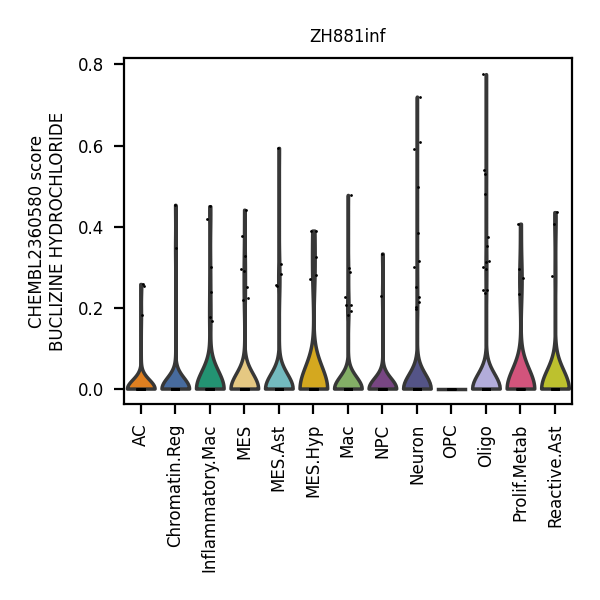 ZH881inf
CHEMBL2360580 score
BUCLIZINE HYDROCHLORIDE
0.8
0.6
0.4
0.2
0.0
AC
Chromatin.Reg
Inflammatory.Mac
MES
MES.Ast
MES.Hyp
Mac
NPC
Neuron
OPC
Oligo
Prolif.Metab
Reactive.Ast